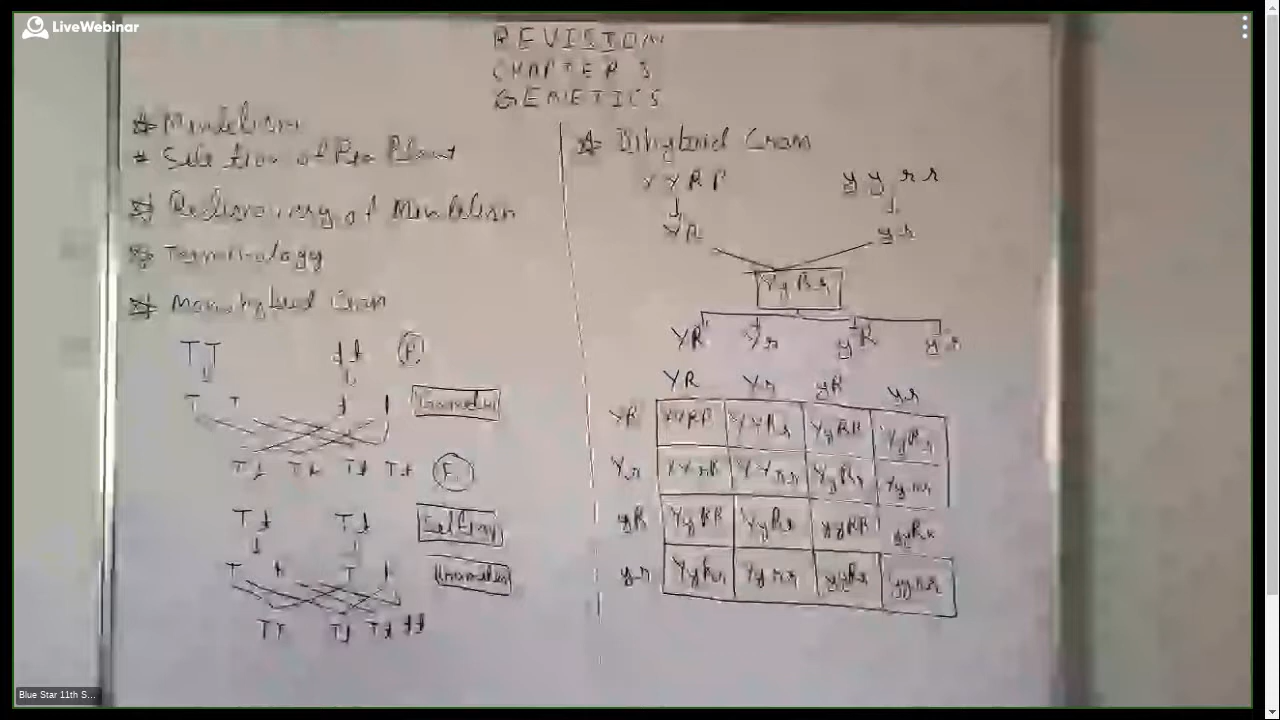 LiveWebinar
REVISION
CHAPTER 3
GENETICS
Mendelism
Selection of Pea Plant
Rediscovery of Mendelism
Terminology
Monohybrid Cross
TT tt
T T t t Gametes
Tt Tt Tt Tt F1
Tt Tt Selfing
T t T t Gametes
TT Tt Tt tt
Dihybrid Cross
YYRR yyrr
YR yr
YyRr
YR Yr yR yr
YR Yr yR yr
YR YYRR YYRr YyRR YyRr
Yr YYrR YYrr YyRr Yyrr
yR YyRR YyRr yyRR yyRr
yr YyRr Yyrr yyRr yyrr
Blue Star 11th S...